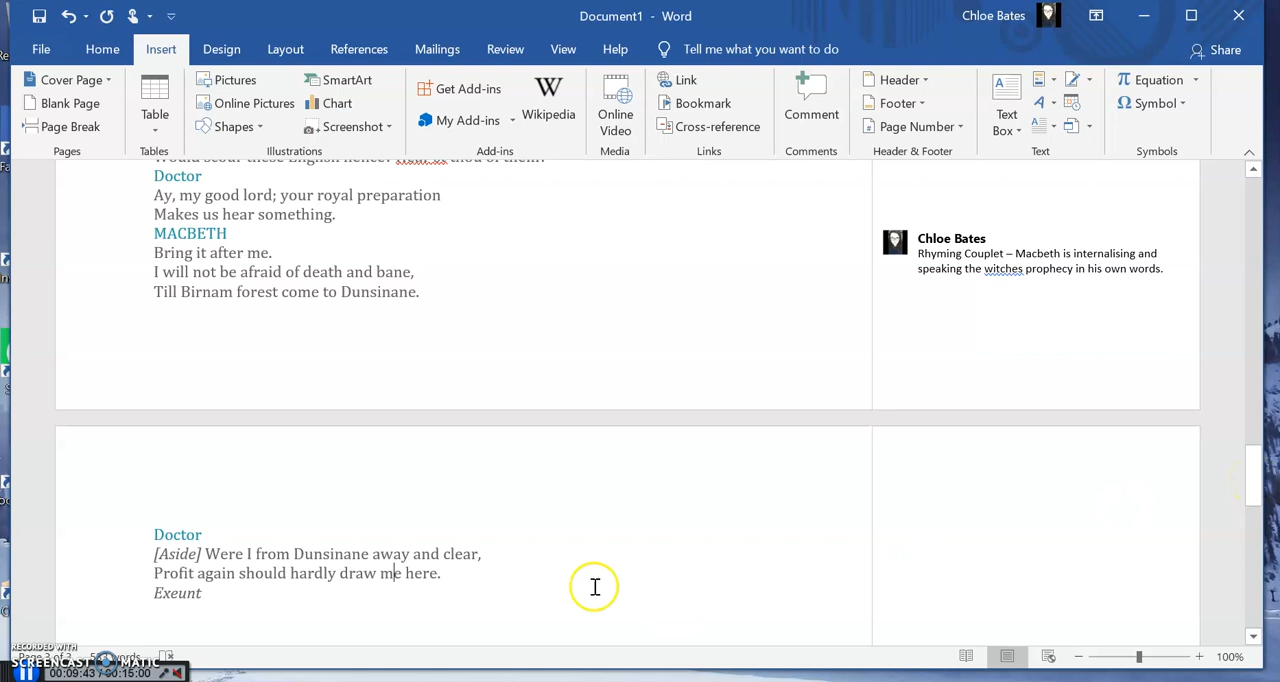 Document1 - Word
Chloe Bates
File Home Insert Design Layout References Mailings Review View Help Tell me what you want to do Share
Cover Page
Blank Page
Page Break
Pages
Table
Tables
Pictures
Online Pictures
Shapes
SmartArt
Chart
Screenshot
Illustrations
Get Add-ins
My Add-ins
Wikipedia
Add-ins
Online
Video
Media
Link
Bookmark
Cross-reference
Links
Comment
Comments
Header
Footer
Page Number
Header & Footer
Text
Box
Text
Equation
Symbol
Symbols
Doctor
Ay, my good lord; your royal preparation
Makes us hear something.
MACBETH
Bring it after me.
I will not be afraid of death and bane,
Till Birnam forest come to Dunsinane.
Chloe Bates
Rhyming Couplet – Macbeth is internalising and
speaking the witches prophecy in his own words.
Doctor
[Aside] Were I from Dunsinane away and clear,
Profit again should hardly draw me here.
Exeunt
RECORDED WITH
SCREENCAST MATIC
00:09:43 / 00:15:00
100%